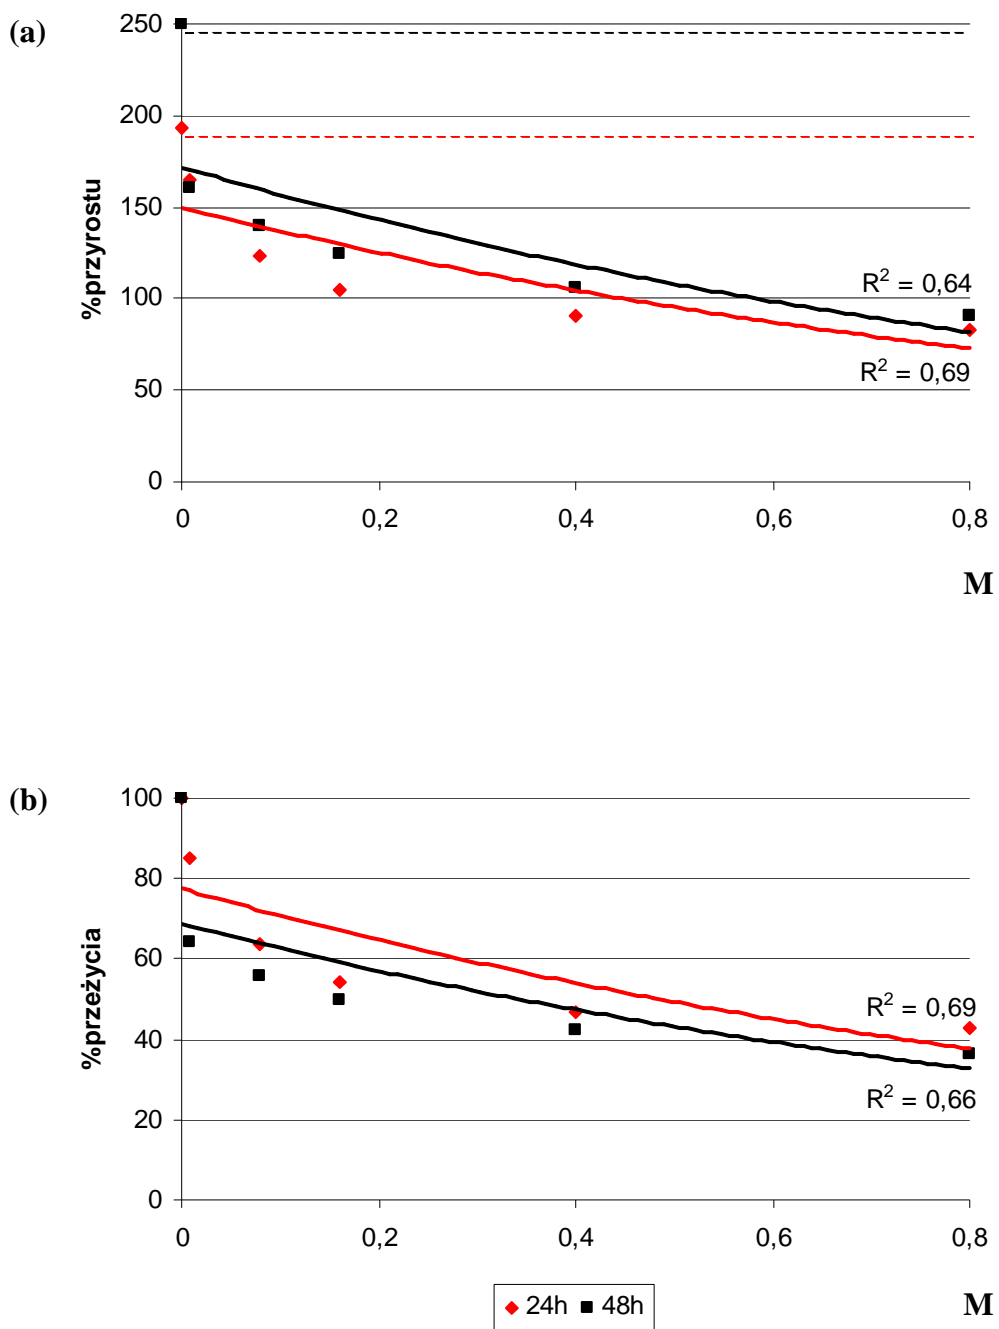 (a)
%przyrostu
250
200
150
100
50
0
R² = 0,64
R² = 0,69
0 0,2 0,4 0,6 0,8
M
(b)
%przeżycia
100
80
60
40
20
0
R² = 0,69
R² = 0,66
0 0,2 0,4 0,6 0,8
24h 48h
M